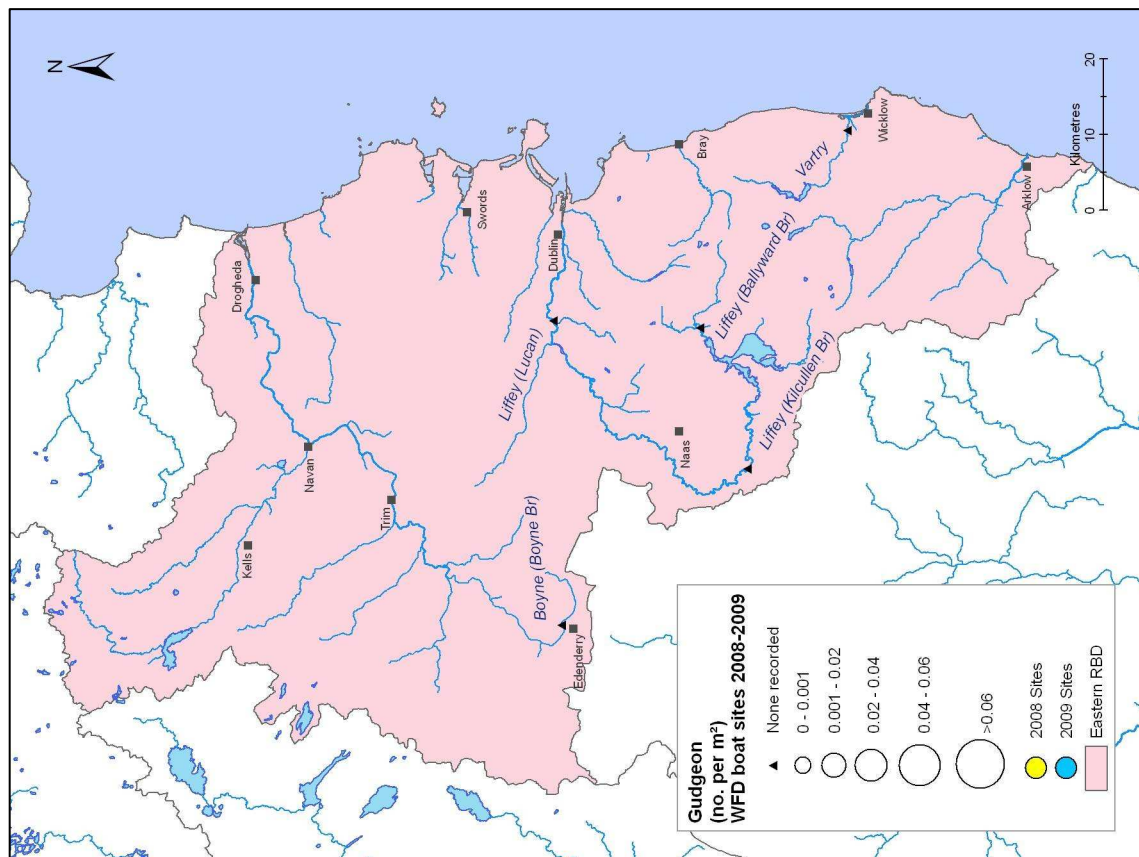 N
Drogheda
Kells
Navan
Trim
Swords
Liffey (Lucan)
Dublin
Boyne (Boyne Br)
Edenderry
Naas
Bray
Liffey (Ballyward Br)
Liffey (Kilcullen Br)
Vartry
Wicklow
Arklow
0 10 20
Kilometres
Gudgeon
(no. per m²)
WFD boat sites 2008-2009
None recorded
0 - 0.001
0.001 - 0.02
0.02 - 0.04
0.04 - 0.06
>0.06
2008 Sites
2009 Sites
Eastern RBD